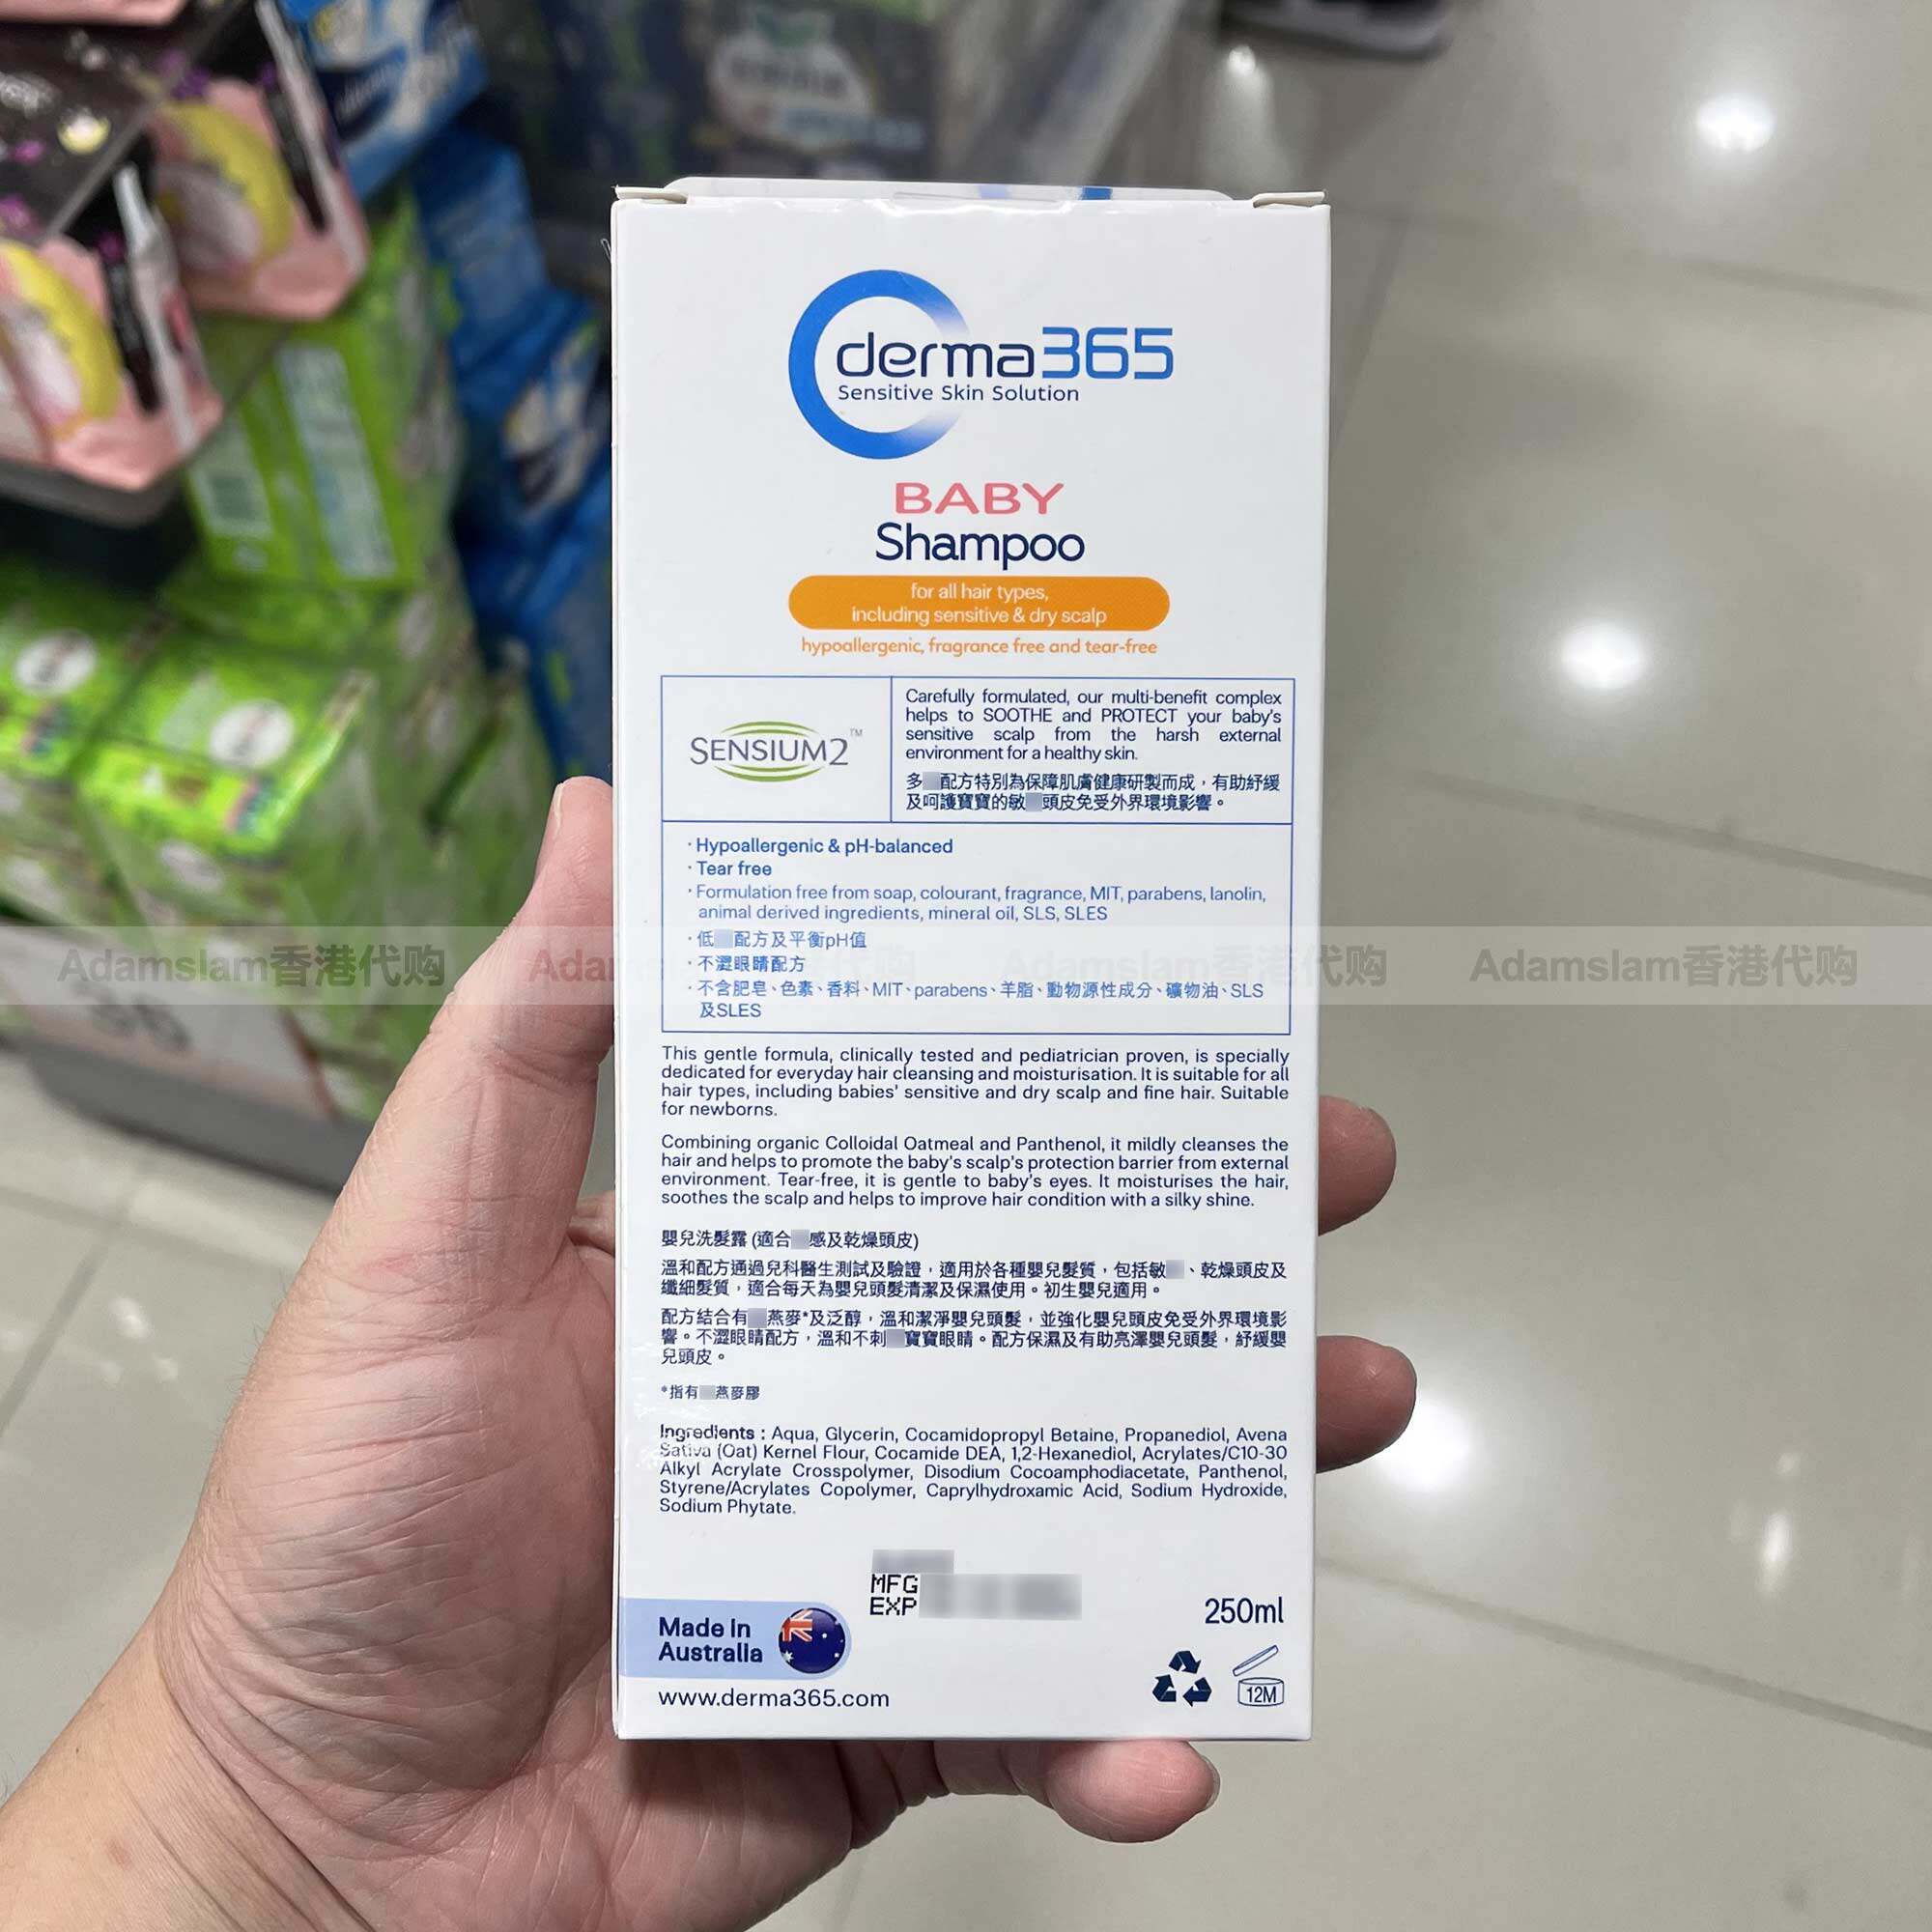 derma365
Sensitive Skin Solution
BABY
Shampoo
for all hair types,
including sensitive & dry scalp
hypoallergenic, fragrance free and tear-free
SENSIUM2™
Carefully formulated, our multi-benefit complex
helps to SOOTHE and PROTECT your baby's
sensitive scalp from the harsh external
environment for a healthy skin.
多 配方特別為保障肌膚健康研製而成，有助紓緩
及呵護寶寶的敏 頭皮免受外界環境影響。
· Hypoallergenic & pH-balanced
· Tear free
· Formulation free from soap, colourant, fragrance, MIT, parabens, lanolin,
animal derived ingredients, mineral oil, SLS, SLES
· 低 配方及平衡pH值
Adamslam香港代购 Adamslam香港代购 Adamslam香港代购
· 不澀眼睛配方
· 不含肥皂、色素、香料、MIT、parabens、羊脂、動物源性成分、礦物油、SLS
及SLES
This gentle formula, clinically tested and pediatrician proven, is specially
dedicated for everyday hair cleansing and moisturisation. It is suitable for all
hair types, including babies' sensitive and dry scalp and fine hair. Suitable
for newborns.
Combining organic Colloidal Oatmeal and Panthenol, it mildly cleanses the
hair and helps to promote the baby's scalp's protection barrier from external
environment. Tear-free, it is gentle to baby's eyes. It moisturises the hair,
soothes the scalp and helps to improve hair condition with a silky shine.
嬰兒洗髮露 (適合 感及乾燥頭皮)
溫和配方通過兒科醫生測試及驗證，適用於各種嬰兒髮質，包括敏 、乾燥頭皮及
纖細髮質，適合每天為嬰兒頭髮清潔及保濕使用。初生嬰兒適用。
配方結合有 燕麥*及泛醇，溫和潔淨嬰兒頭髮，並強化嬰兒頭皮免受外界環境影
響。不澀眼睛配方，溫和不刺 寶寶眼睛。配方保濕及有助亮澤嬰兒頭髮，紓緩嬰
兒頭皮。
*指有 燕麥膠
Ingredients : Aqua, Glycerin, Cocamidopropyl Betaine, Propanediol, Avena
Sativa (Oat) Kernel Flour, Cocamide DEA, 1,2-Hexanediol, Acrylates/C10-30
Alkyl Acrylate Crosspolymer, Disodium Cocoamphodiacetate, Panthenol,
Styrene/Acrylates Copolymer, Caprylhydroxamic Acid, Sodium Hydroxide,
Sodium Phytate.
MFG
EXP
250ml
Made in
Australia
12M
www.derma365.com